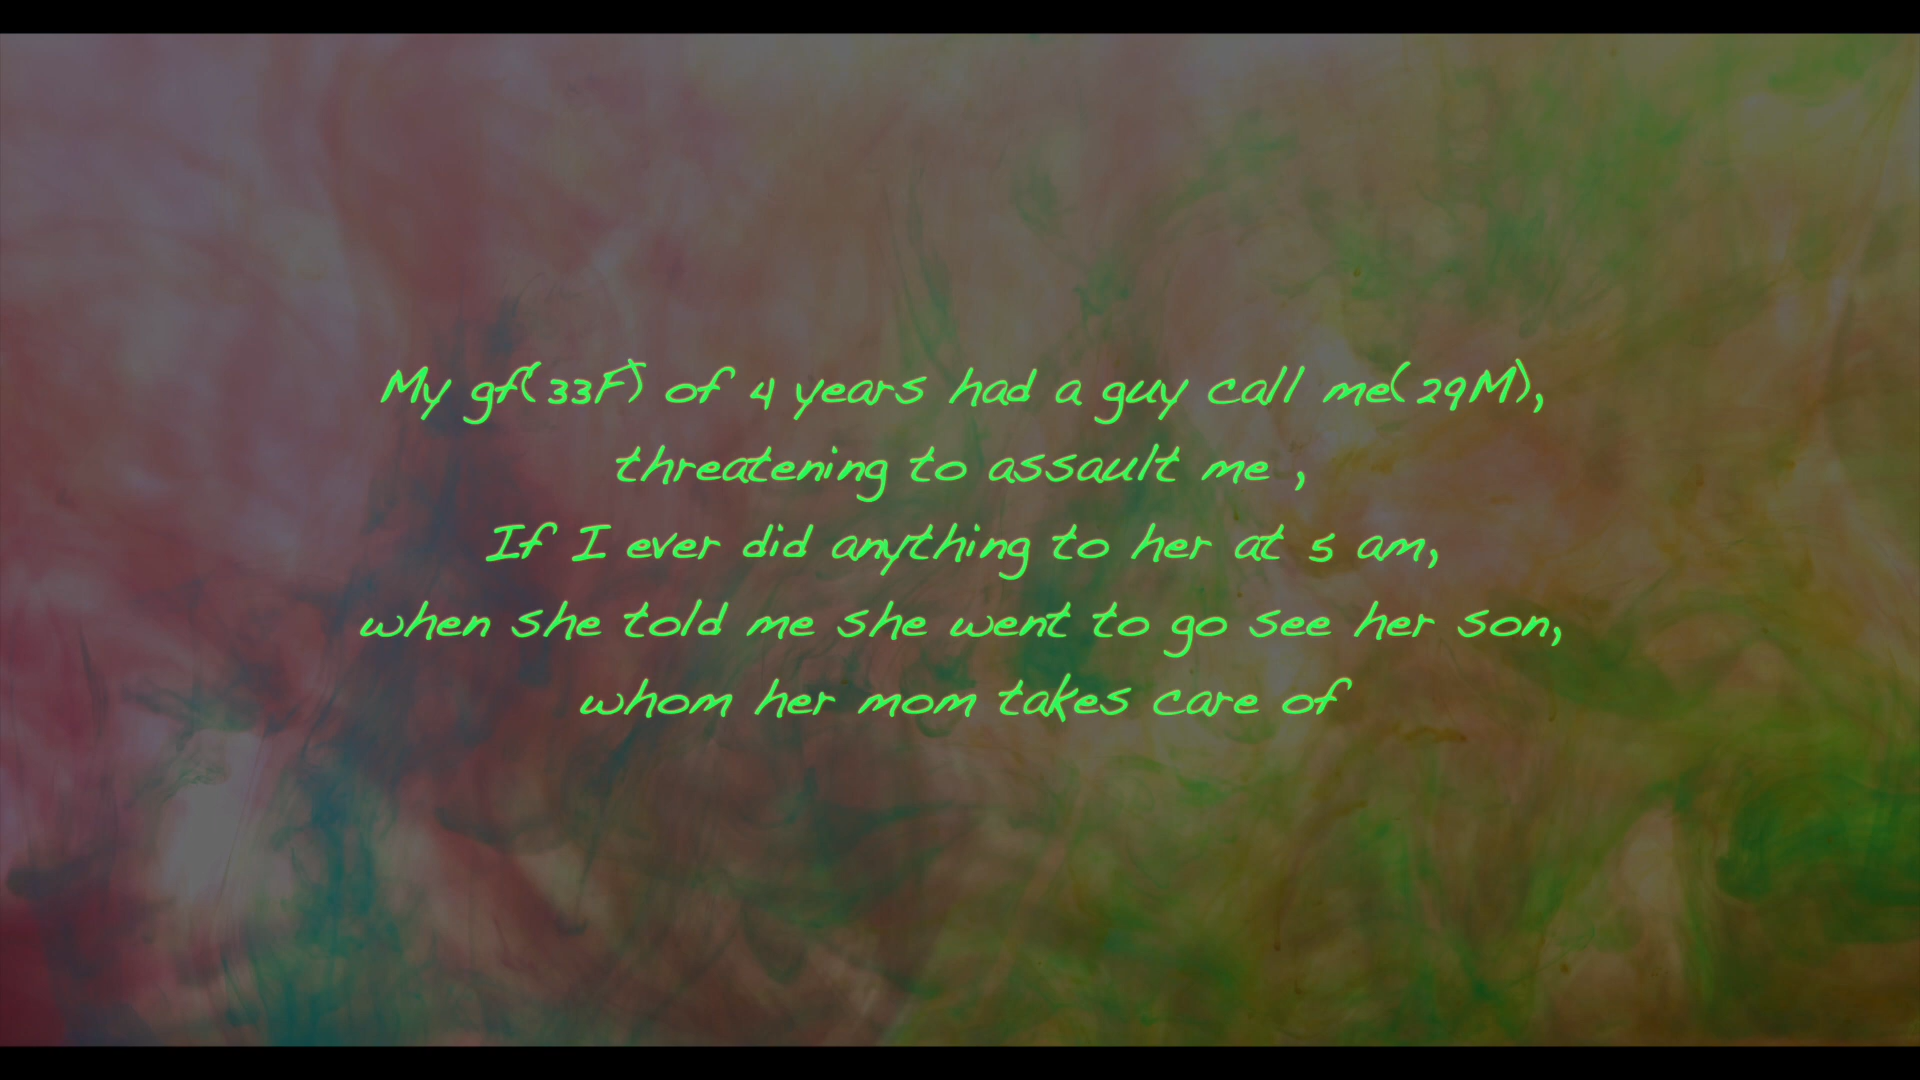 My gf(33F) of 4 years had a guy call me(29M),
threatening to assault me ,
If I ever did anything to her at 5 am,
when she told me she went to go see her son,
whom her mom takes care of